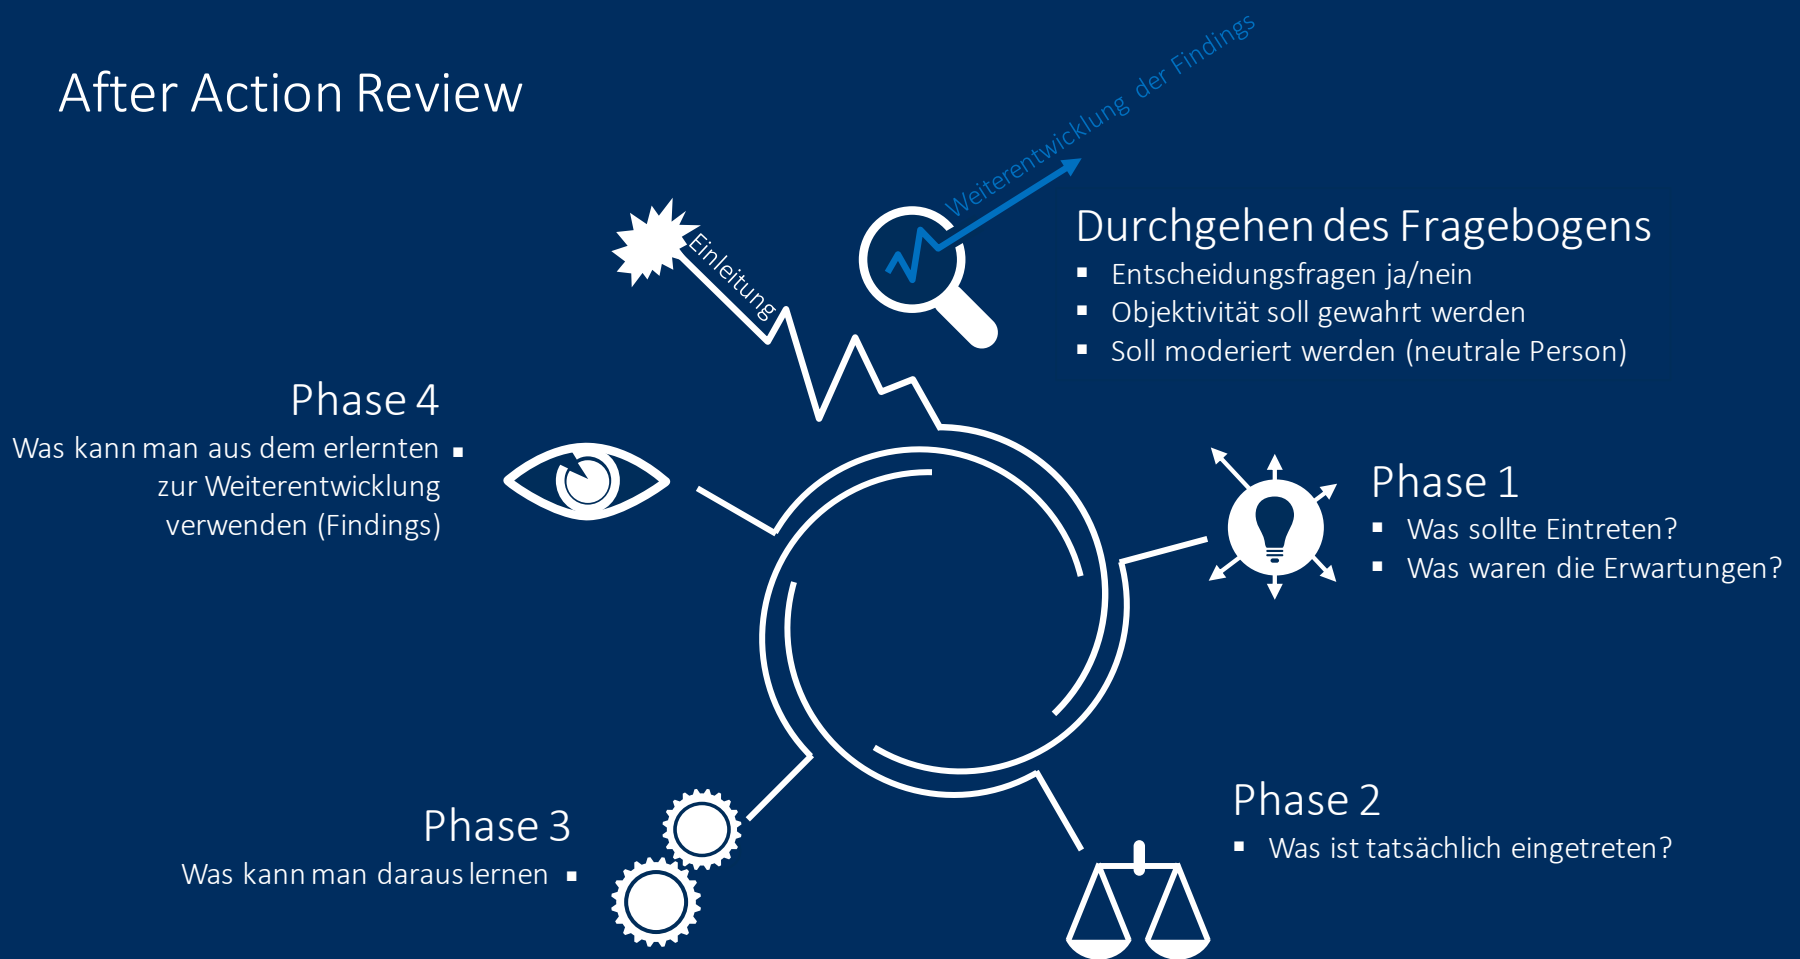 After Action Review
Weiterentwicklung der Findings
Einleitung
Durchgehen des Fragebogens
▪ Entscheidungsfragen ja/nein
▪ Objektivität soll gewahrt werden
▪ Soll moderiert werden (neutrale Person)
Phase 1
▪ Was sollte Eintreten?
▪ Was waren die Erwartungen?
Phase 2
▪ Was ist tatsächlich eingetreten?
Phase 3
Was kann man daraus lernen ▪
Phase 4
Was kann man aus dem erlernten ▪
zur Weiterentwicklung
verwenden (Findings)